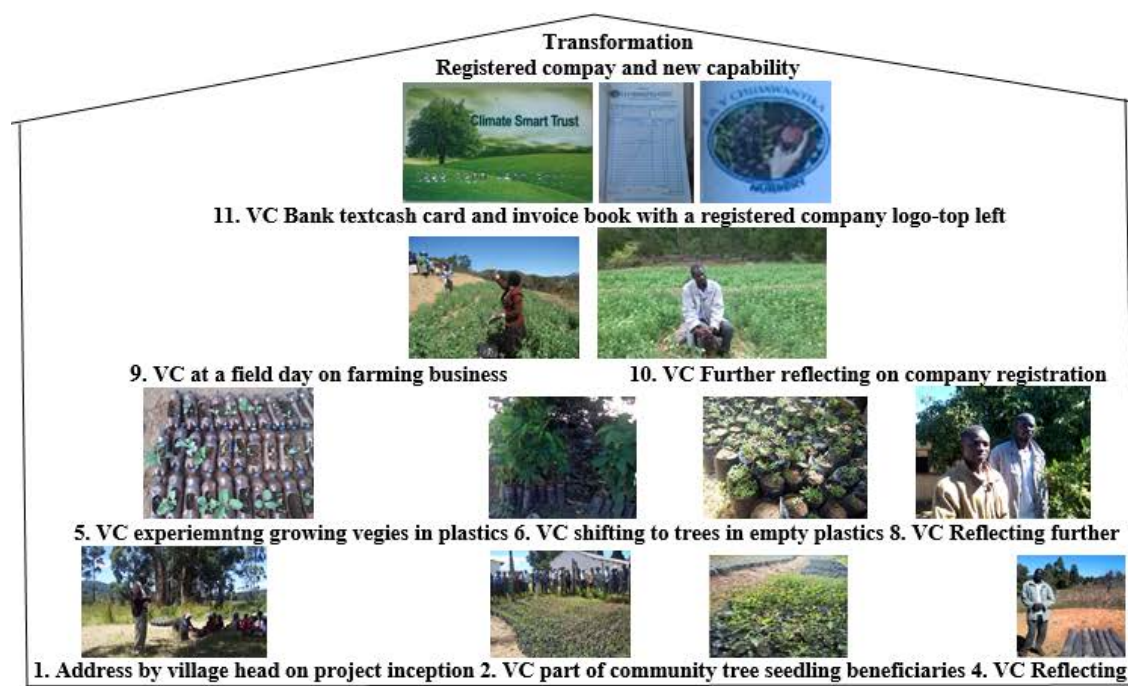 Transformation
Registered compay and new capability
Climate Smart Trust
CHUAWANYIKA
NURSERY
11. VC Bank textcash card and invoice book with a registered company logo-top left
9. VC at a field day on farming business
10. VC Further reflecting on company registration
5. VC experiemntng growing vegies in plastics 6. VC shifting to trees in empty plastics 8. VC Reflecting further
1. Address by village head on project inception 2. VC part of community tree seedling beneficiaries 4. VC Reflecting